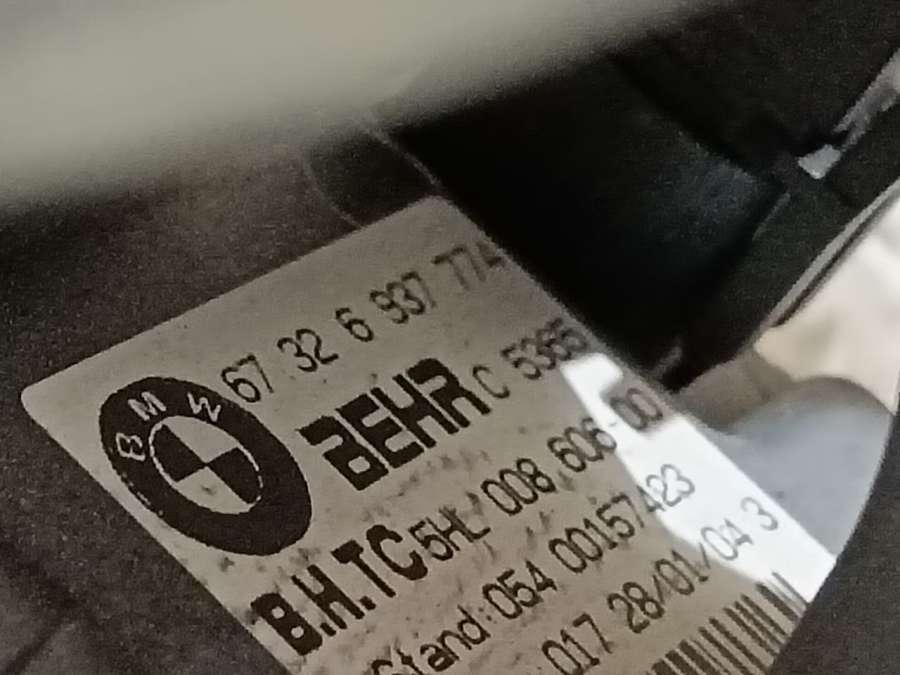 67 32 6 937 774
BMW
BEHR C 5365
B.H.TC 5HL 008 606-00
Stand: 054 00157423
017 28/01/04 3